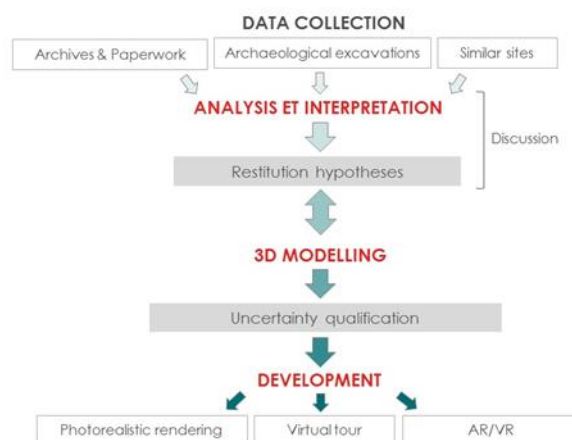 DATA COLLECTION
Archives & Paperwork
Archaeological excavations
Similar sites
ANALYSIS ET INTERPRETATION
Discussion
Restitution hypotheses
3D MODELLING
Uncertainty qualification
DEVELOPMENT
Photorealistic rendering
Virtual tour
AR/VR